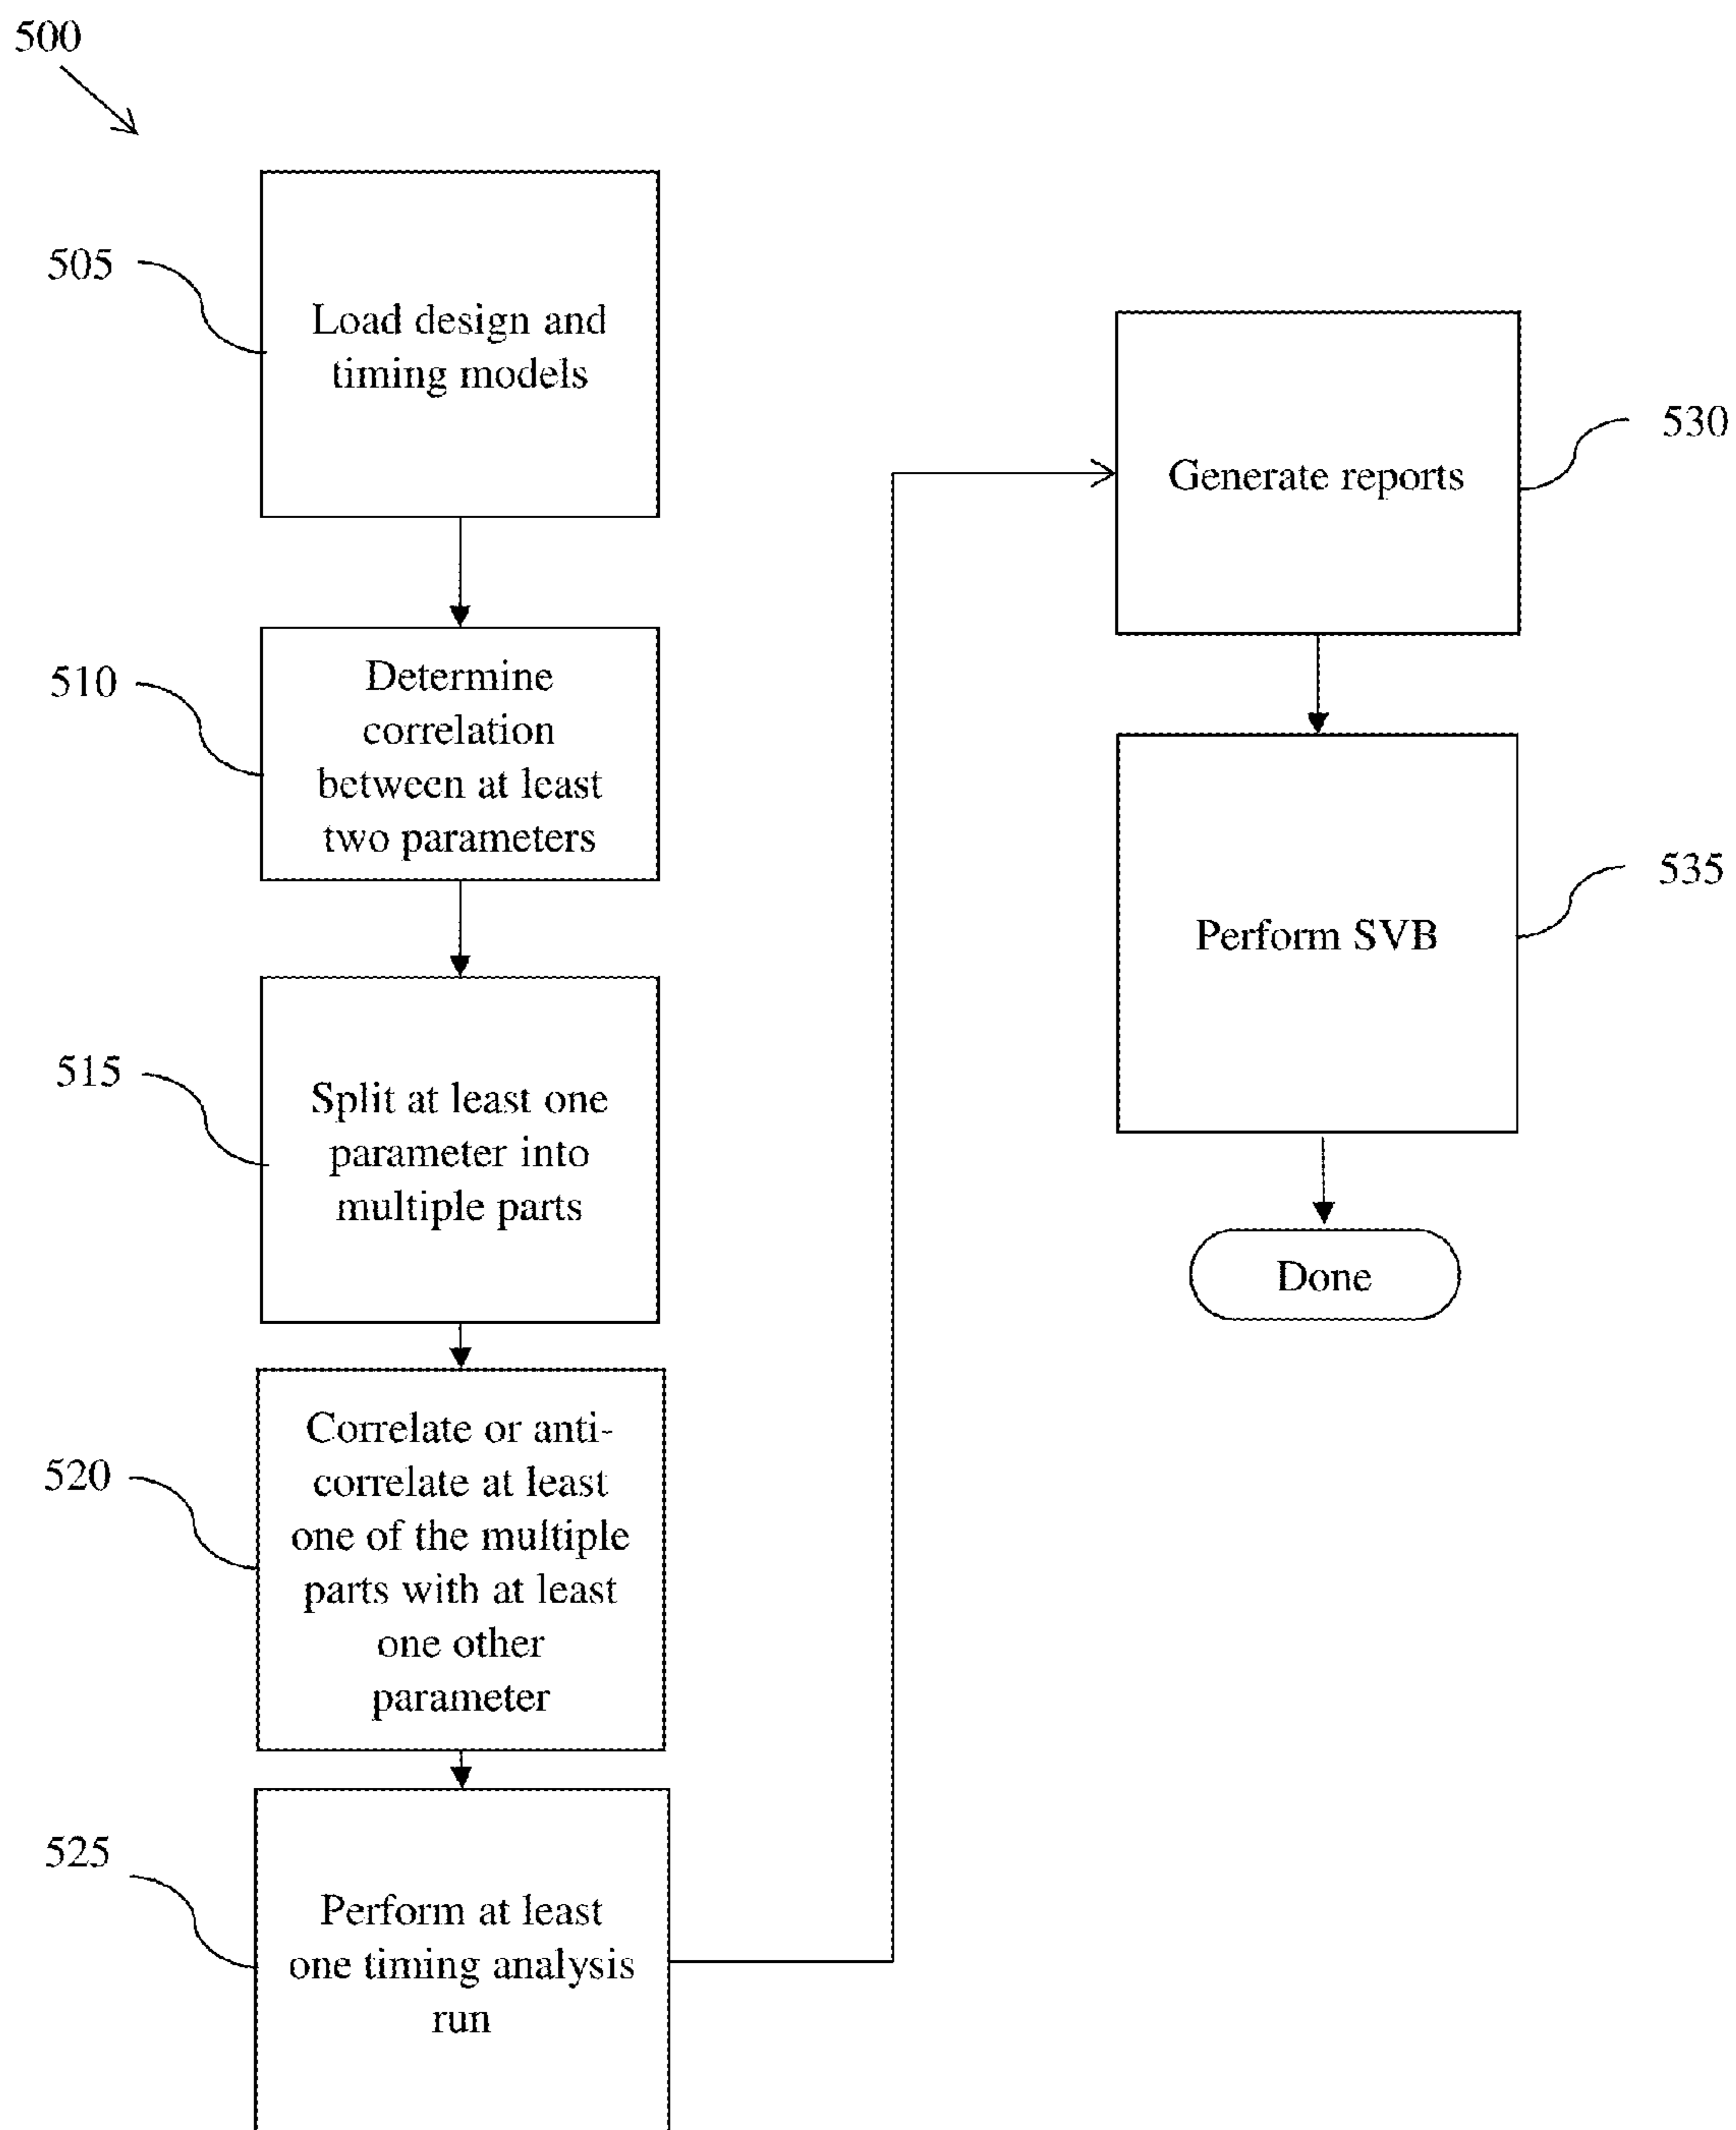 500
505
Load design and
timing models
510
Determine
correlation
between at least
two parameters
515
Split at least one
parameter into
multiple parts
520
Correlate or anti-
correlate at least
one of the multiple
parts with at least
one other
parameter
525
Perform at least
one timing analysis
run
530
Generate reports
535
Perform SVB
Done